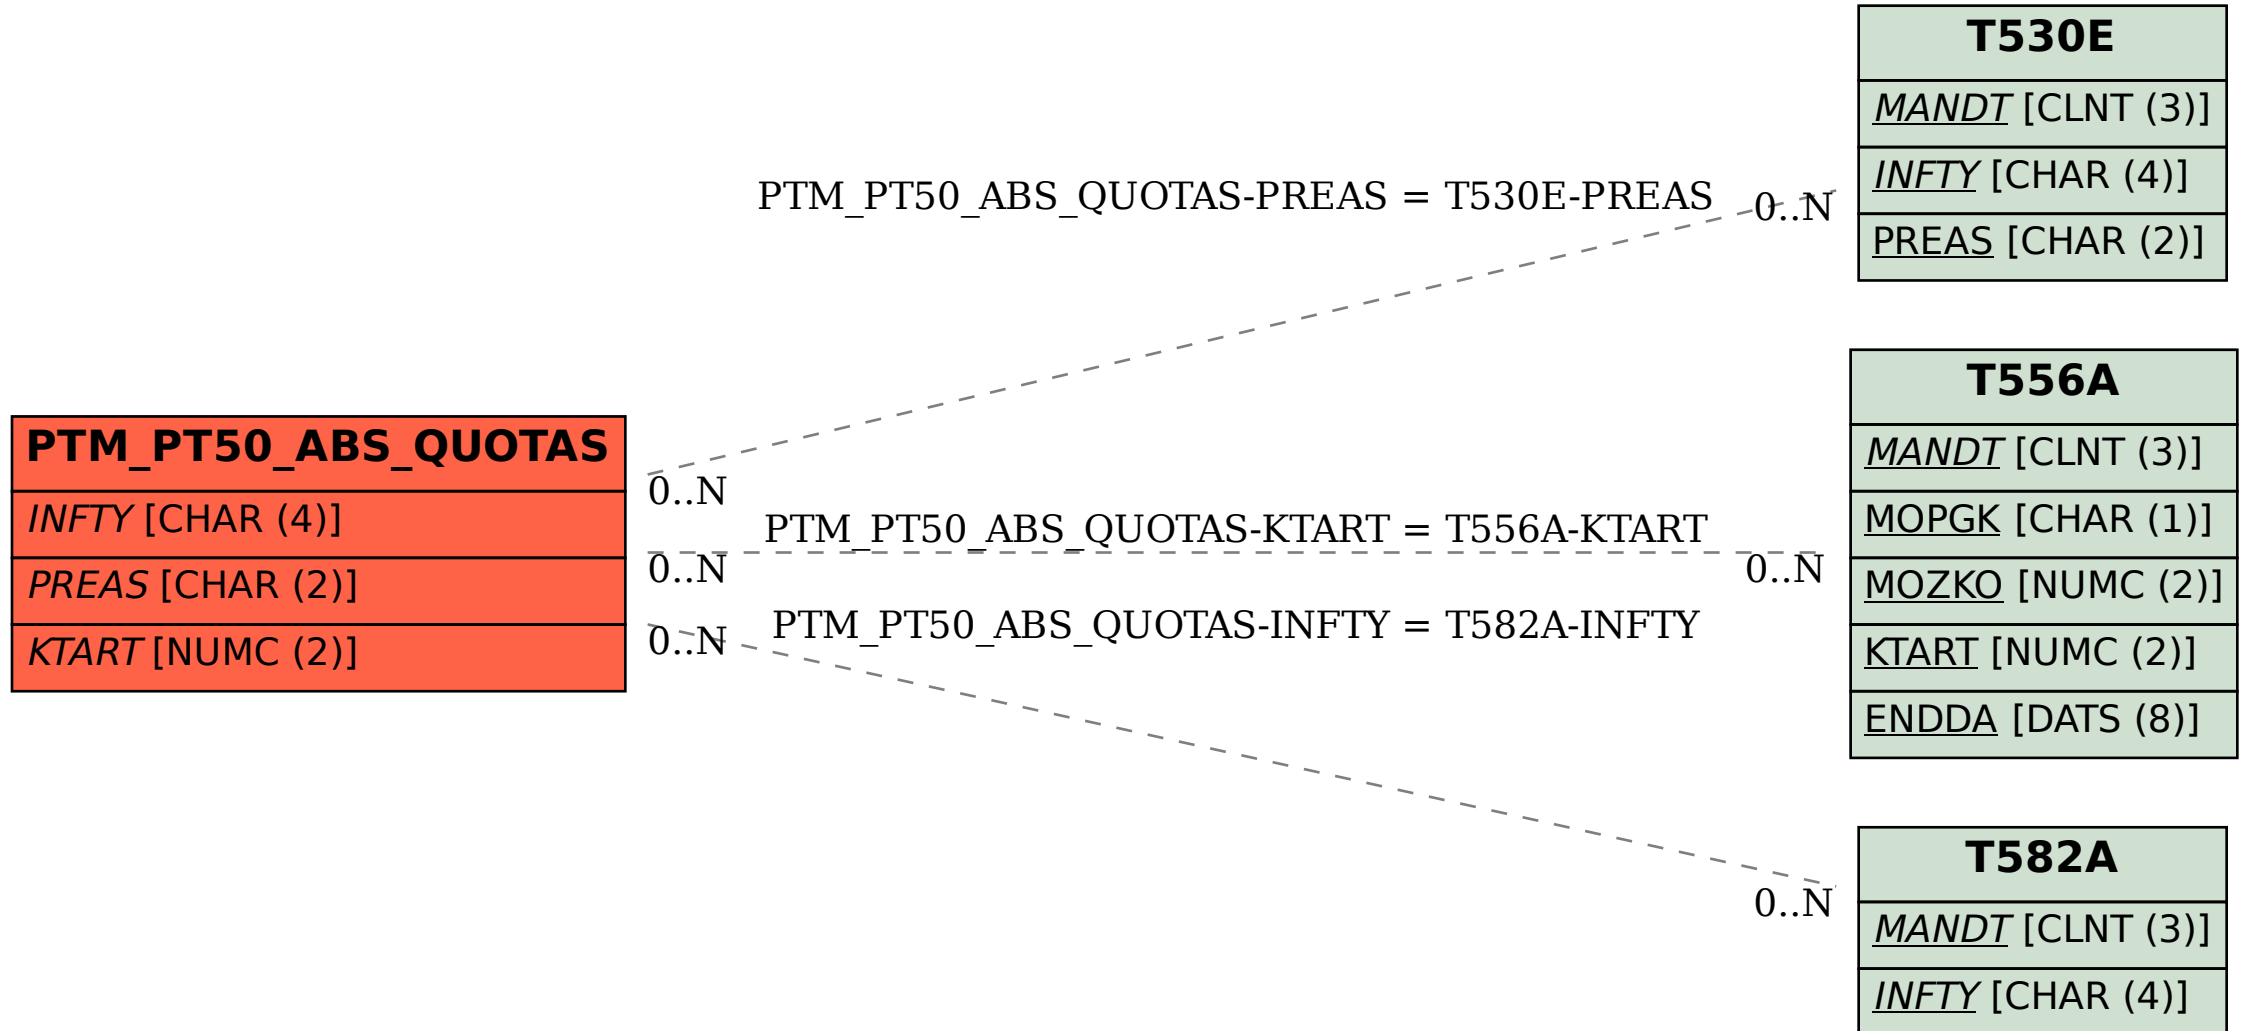 PTM_PT50_ABS_QUOTAS
INFTY [CHAR (4)]
PREAS [CHAR (2)]
KTART [NUMC (2)]
PTM_PT50_ABS_QUOTAS-PREAS = T530E-PREAS
0..N
0..N
PTM_PT50_ABS_QUOTAS-KTART = T556A-KTART
0..N
0..N
PTM_PT50_ABS_QUOTAS-INFTY = T582A-INFTY
0..N
0..N
T530E
MANDT [CLNT (3)]
INFTY [CHAR (4)]
PREAS [CHAR (2)]
T556A
MANDT [CLNT (3)]
MOPGK [CHAR (1)]
MOZKO [NUMC (2)]
KTART [NUMC (2)]
ENDDA [DATS (8)]
T582A
MANDT [CLNT (3)]
INFTY [CHAR (4)]